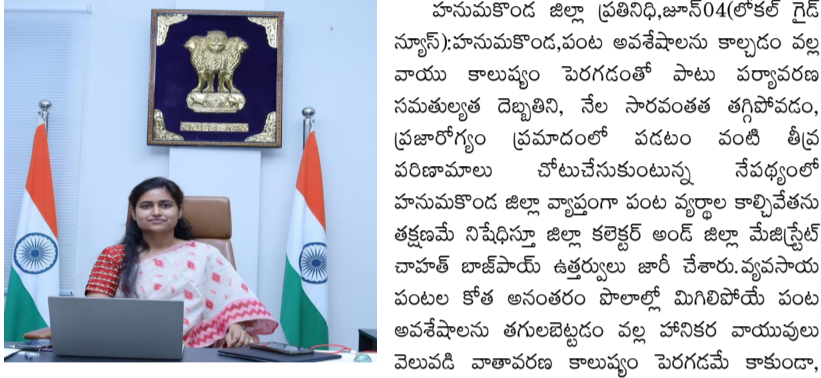 హనుమకొండ జిల్లా ప్రతినిధి,జూన్04(లోకల్ గైడ్
న్యూస్):హనుమకొండ,పంట అవశేషాలను కాల్చడం వల్ల
వాయు కాలుష్యం పెరగడంతో పాటు పర్యావరణ
సమతుల్యత దెబ్బతిని, నేల సారవంతత తగ్గిపోవడం,
ప్రజారోగ్యం ప్రమాదంలో పడటం వంటి తీవ్ర
పరిణామాలు చోటుచేసుకుంటున్న నేపథ్యంలో
హనుమకొండ జిల్లా వ్యాప్తంగా పంట వ్యర్థాల కాల్చివేతను
తక్షణమే నిషేధిస్తూ జిల్లా కలెక్టర్ అండ్ జిల్లా మేజిస్ట్రేట్
చాహత్ బాజ్‌పాయ్ ఉత్తర్వులు జారీ చేశారు.వ్యవసాయ
పంటల కోత అనంతరం పొలాల్లో మిగిలిపోయే పంట
అవశేషాలను తగులబెట్టడం వల్ల హానికర వాయువులు
వెలువడి వాతావరణ కాలుష్యం పెరగడమే కాకుండా,